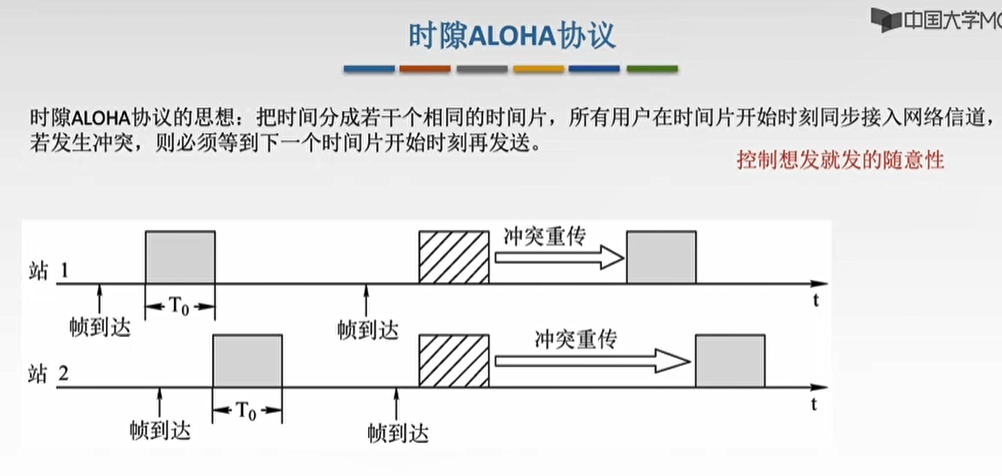 中国大学MO
时隙ALOHA协议
时隙ALOHA协议的思想：把时间分成若干个相同的时间片，所有用户在时间片开始时刻同步接入网络信道，
若发生冲突，则必须等到下一个时间片开始时刻再发送。
控制想发就发的随意性
冲突重传
站 1
T₀
t
帧到达
帧到达
冲突重传
站 2
T₀
t
帧到达
帧到达